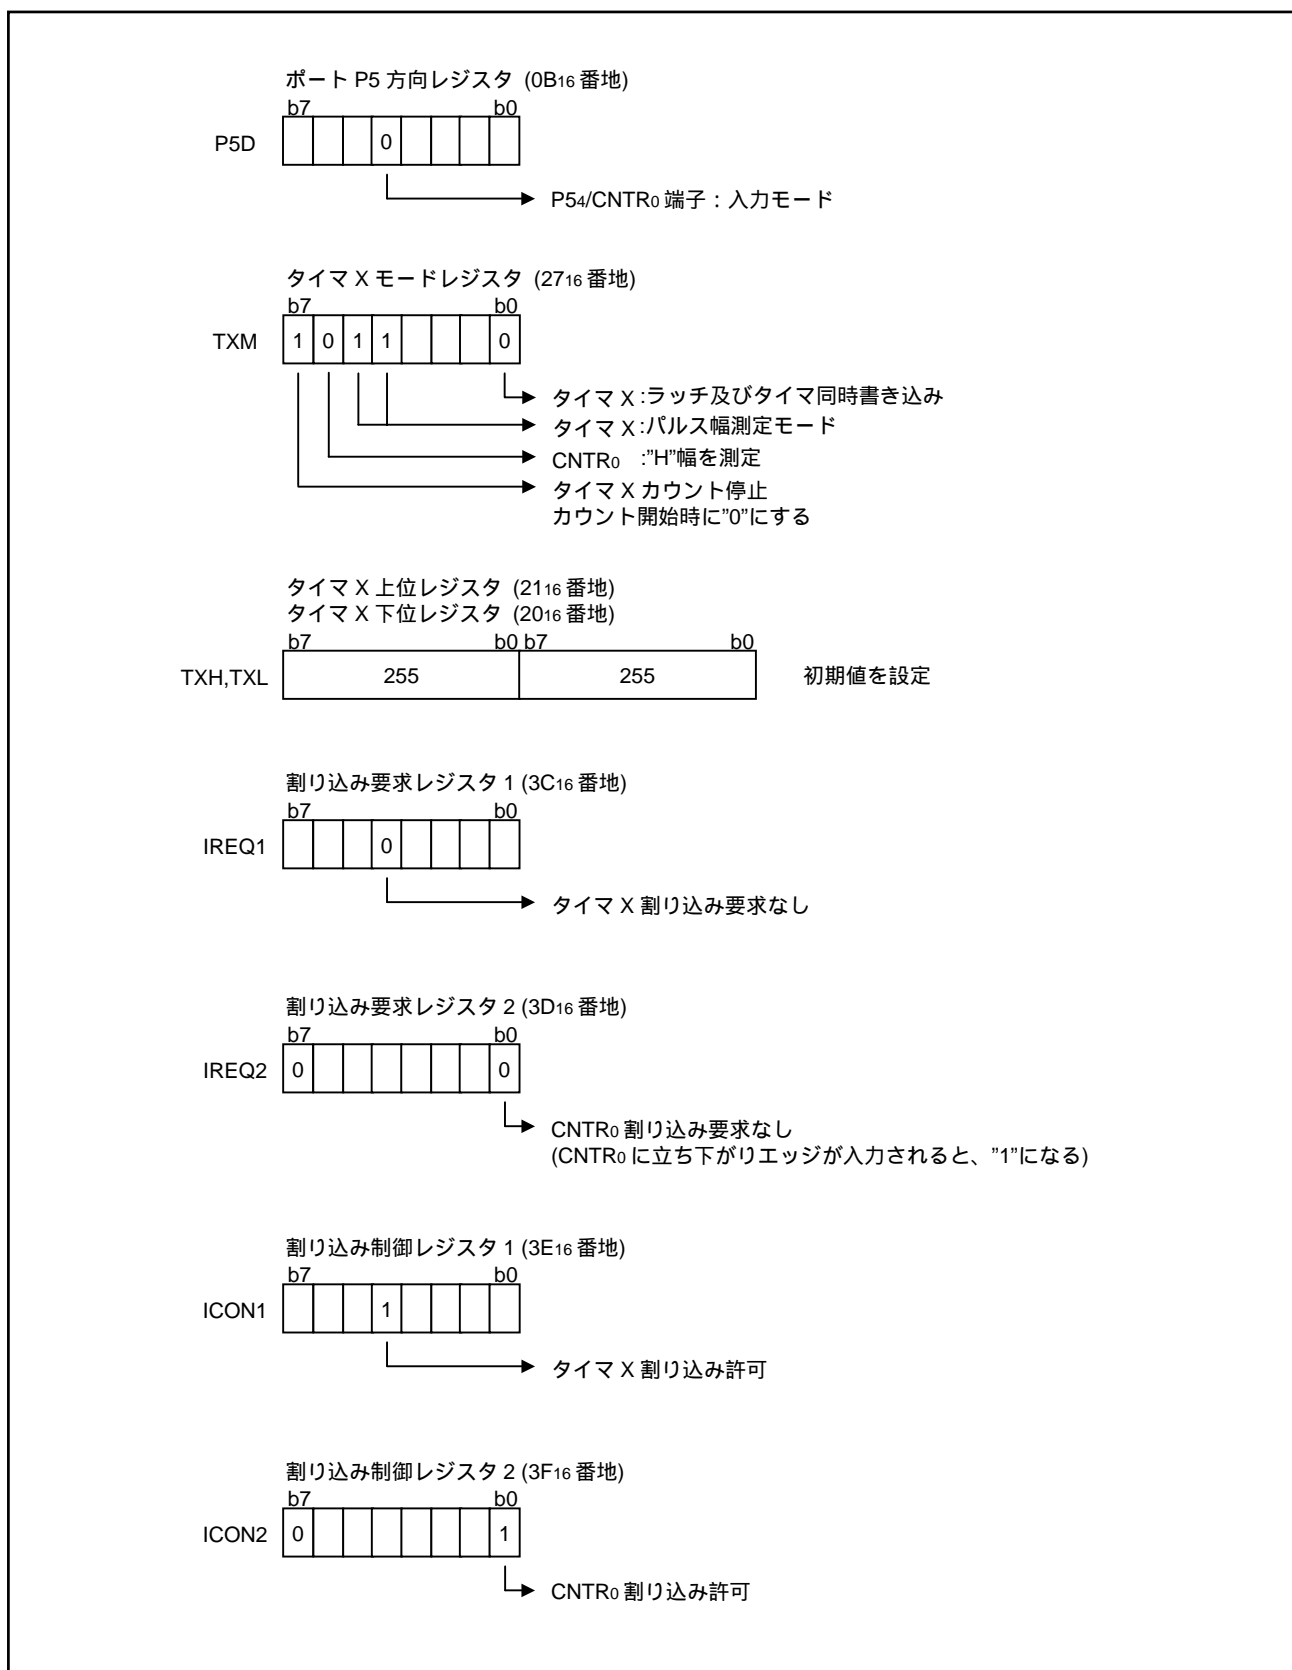 ポート P5 方向レジスタ (0B16 番地)
b7 b0
P5D 0
P54/CNTR0 端子：入力モード
タイマ X モードレジスタ (2716 番地)
b7 b0
TXM 1 0 1 1 0
タイマ X :ラッチ及びタイマ同時書き込み
タイマ X :パルス幅測定モード
CNTR0 :”H”幅を測定
タイマ X カウント停止
カウント開始時に”0”にする
タイマ X 上位レジスタ (2116 番地)
タイマ X 下位レジスタ (2016 番地)
b7 b0 b7 b0
TXH,TXL 255 255 初期値を設定
割り込み要求レジスタ 1 (3C16 番地)
b7 b0
IREQ1 0
タイマ X 割り込み要求なし
割り込み要求レジスタ 2 (3D16 番地)
b7 b0
IREQ2 0 0
CNTR0 割り込み要求なし
(CNTR0 に立ち下がりエッジが入力されると、”1”になる)
割り込み制御レジスタ 1 (3E16 番地)
b7 b0
ICON1 1
タイマ X 割り込み許可
割り込み制御レジスタ 2 (3F16 番地)
b7 b0
ICON2 0 1
CNTR0 割り込み許可